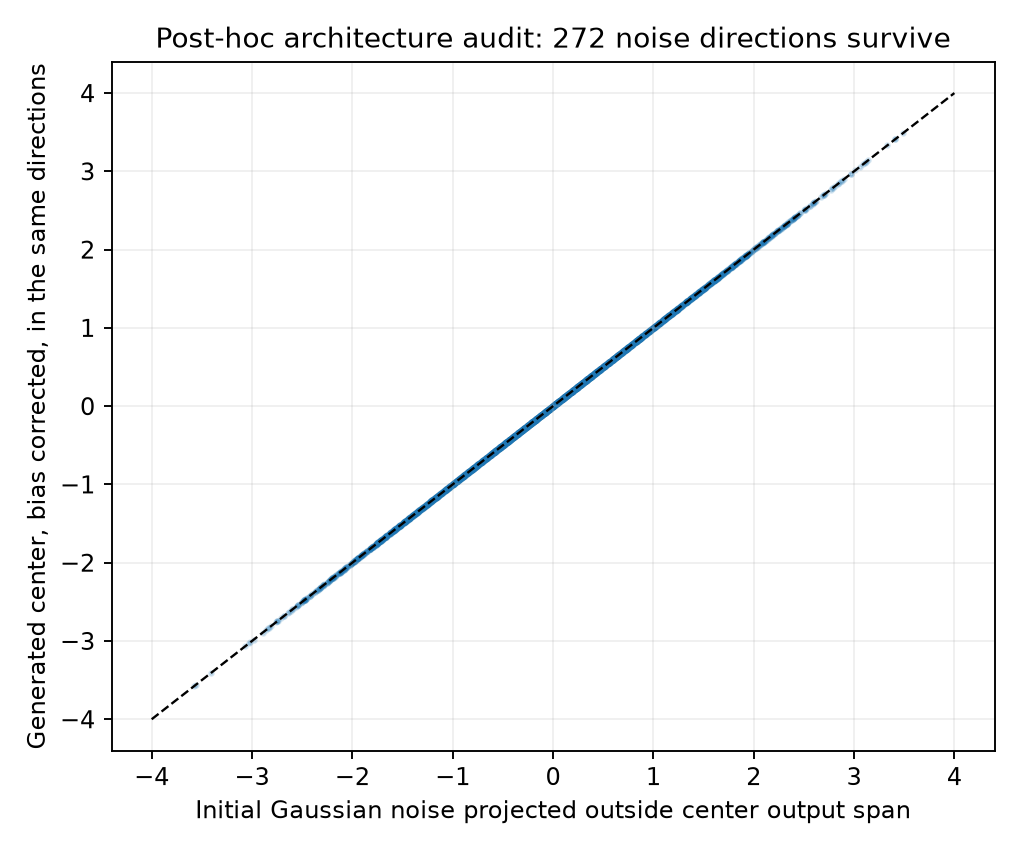 Post-hoc architecture audit: 272 noise directions survive
Generated center, bias corrected, in the same directions
4
3
2
1
0
−1
−2
−3
−4
−4 −3 −2 −1 0 1 2 3 4
Initial Gaussian noise projected outside center output span